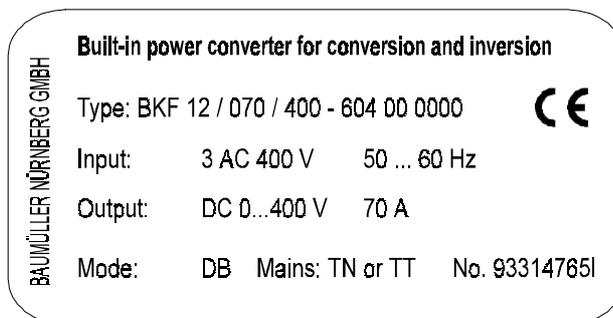 BAUMÜLLER NÜRNBERG GMBH
Built-in power converter for conversion and inversion
Type: BKF 12 / 070 / 400 - 604 00 0000 CE
Input: 3 AC 400 V 50 ... 60 Hz
Output: DC 0...400 V 70 A
Mode: DB Mains: TN or TT No. 93314765I